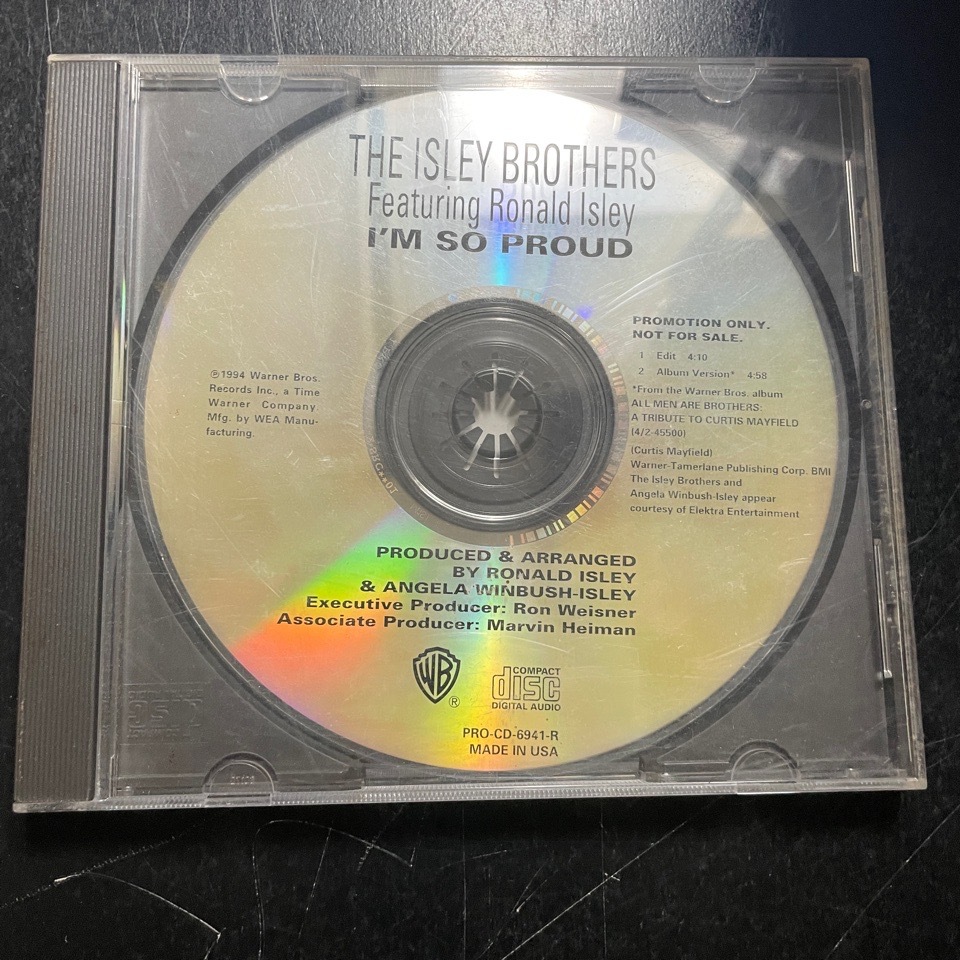 THE ISLEY BROTHERS
Featuring Ronald Isley
I'M SO PROUD
PROMOTION ONLY.
NOT FOR SALE.
1 Edit 4:10
2 Album Version* 4:58
*From the Warner Bros. album
ALL MEN ARE BROTHERS:
A TRIBUTE TO CURTIS MAYFIELD
(4/2-45500)
(Curtis Mayfield)
Warner-Tamerlane Publishing Corp. BMI
The Isley Brothers and
Angela Winbush-Isley appear
courtesy of Elektra Entertainment
℗1994 Warner Bros.
Records Inc., a Time
Warner Company.
Mfg. by WEA Manu-
facturing.
PRODUCED & ARRANGED
BY RONALD ISLEY
& ANGELA WINBUSH-ISLEY
Executive Producer: Ron Weisner
Associate Producer: Marvin Heiman
WB ®
COMPACT
disc
DIGITAL AUDIO
PRO-CD-6941-R
MADE IN USA